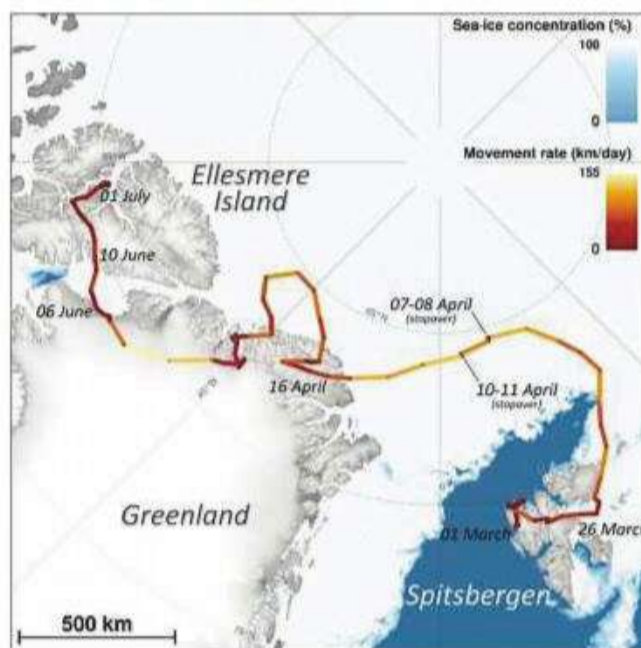 Sea-ice concentration (%)
100
0
Movement rate (km/day)
155
0
Ellesmere
Island
01 July
10 June
06 June
07-08 April
(stopover)
10-11 April
(stopover)
16 April
Greenland
01 March
26 March
Spitsbergen
500 km